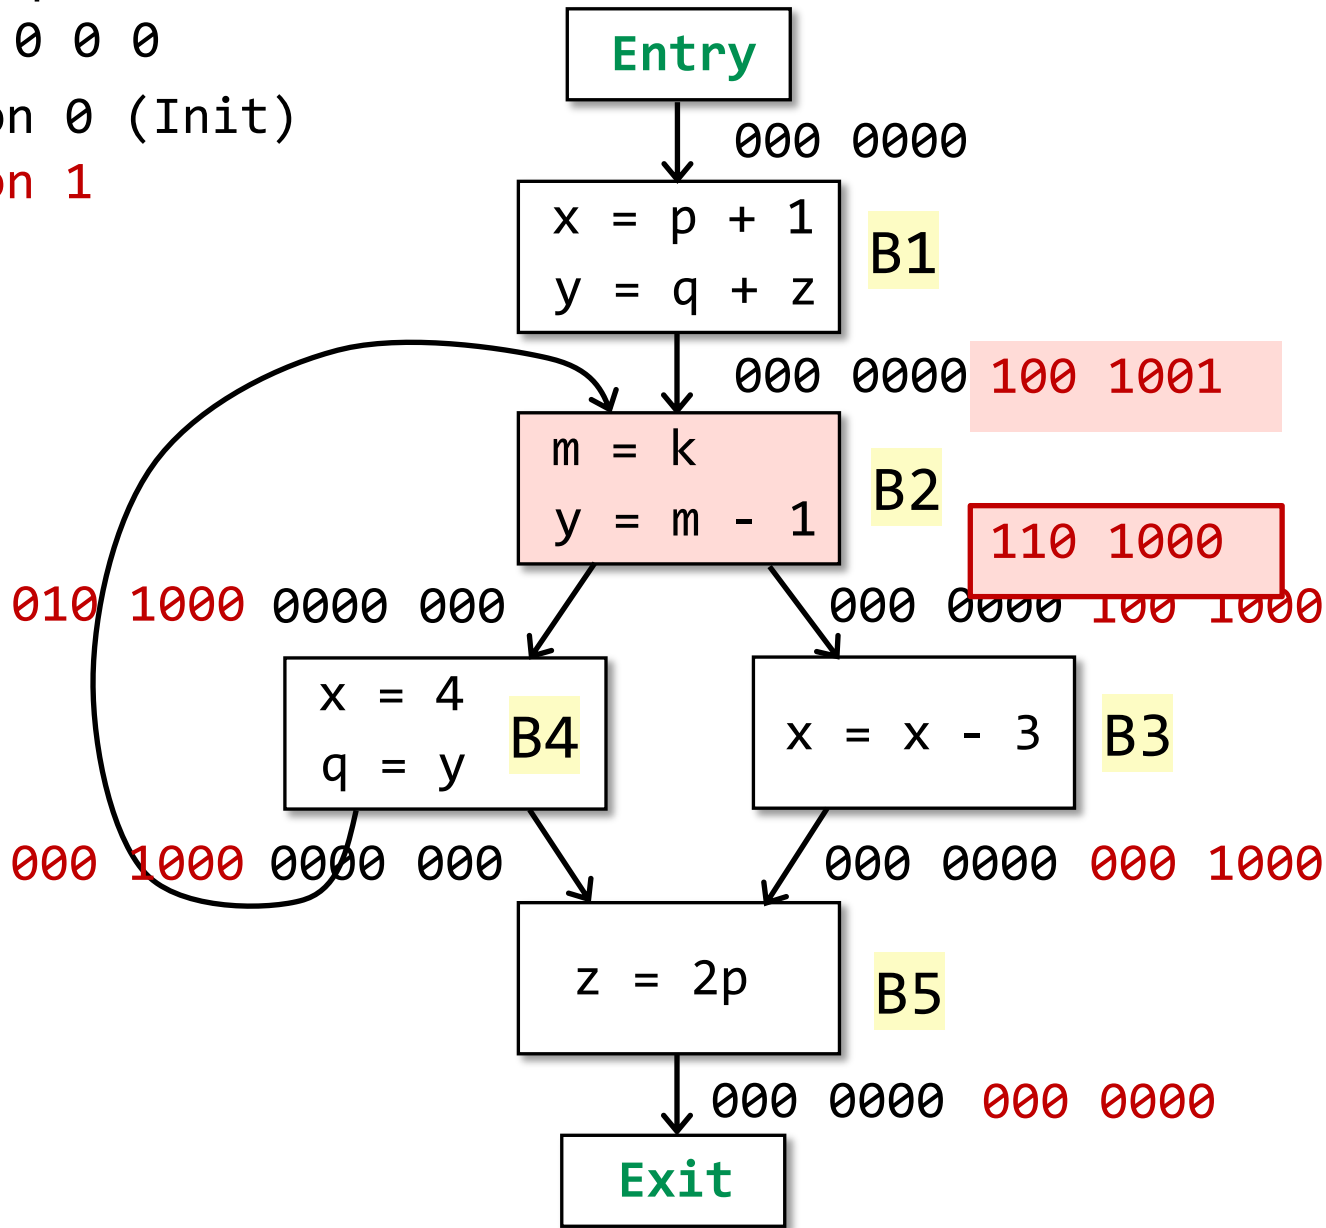 0 0 0
on 0 (Init)
on 1
Entry
000 0000
x = p + 1
y = q + z
B1
000 0000 100 1001
m = k
y = m - 1
B2
110 1000
010 1000 0000 000
000 0000 100 1000
x = 4
q = y
B4
x = x - 3
B3
000 1000 0000 000
000 0000 000 1000
z = 2p
B5
000 0000 000 0000
Exit